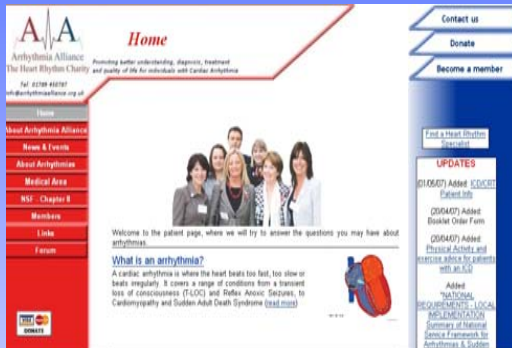 A A
Arrhythmia Alliance
The Heart Rhythm Charity
Tel: 01789 450787
info@arrhythmiaalliance.org.uk
Home
Promoting better understanding, diagnosis, treatment
and quality of life for individuals with Cardiac Arrhythmia
Contact us
Donate
Become a member
Home
About Arrhythmia Alliance
News & Events
About Arrhythmias
Medical Area
NSF - Chapter 8
Members
Links
Forum
DONATE
Welcome to the patient page, where we will try to answer the questions you may have about
arrhythmias.
What is an arrhythmia?
A cardiac arrhythmia is where the heart beats too fast, too slow or
beats irregularly. It covers a range of conditions from a transient
loss of consciousness (T-LOC) and Reflex Anoxic Seizures, to
Cardiomyopathy and Sudden Adult Death Syndrome (read more)
Find a Heart Rhythm
Specialist
UPDATES
(01/05/07) Added: ICD/CRT
Patient Info
(20/04/07) Added:
Booklet Order Form
(20/04/07) Added:
Physical Activity and
exercise advice for patients
with an ICD
Added:
"NATIONAL
REQUIREMENTS - LOCAL
IMPLEMENTATION
Summary of National
Service Framework for
Arrhythmias & Sudden